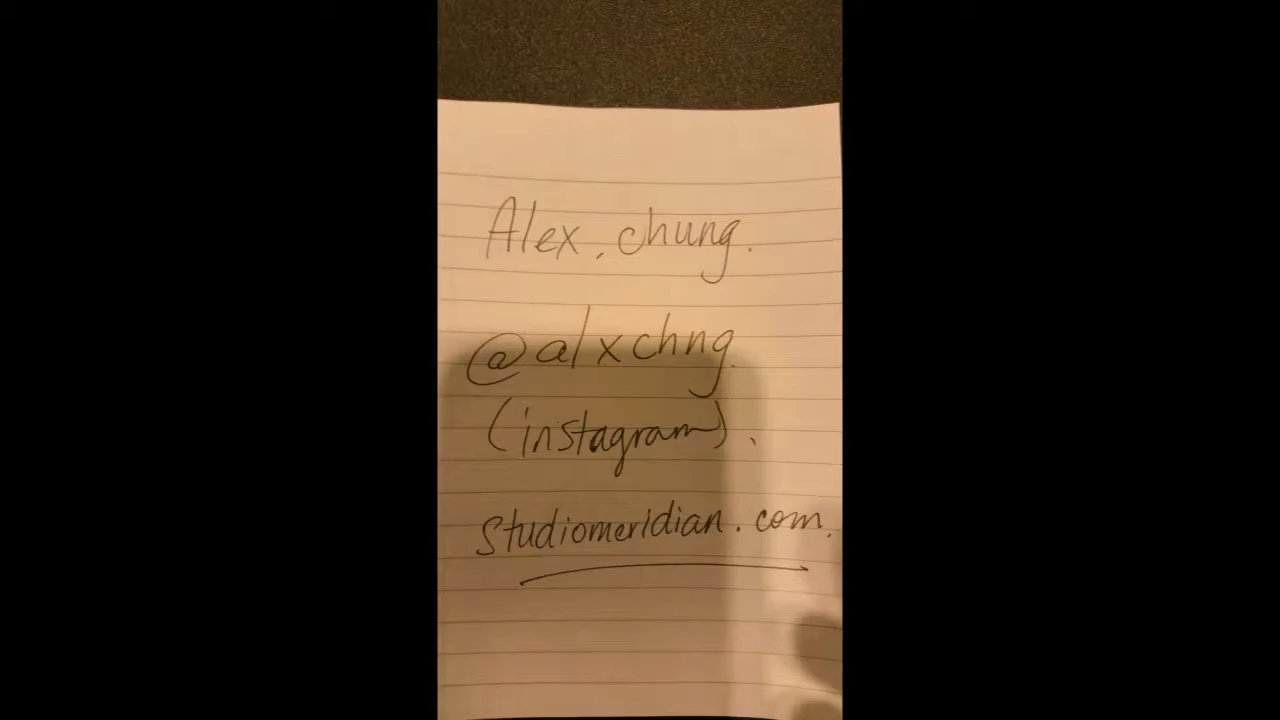 Alex, chung.
@alxchng.
(instagram).
studiomeridian.com.